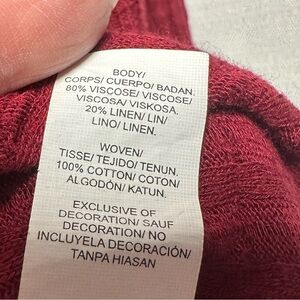 BODY/
CORPS/ CUERPO/ BADAN.
80% VISCOSE/ VISCOSE/
VISCOSA/ VISKOSA.
20% LINEN/ LIN/
LINO/ LINEN.
WOVEN/
TISSE/ TEJIDO/ TENUN.
100% COTTON/ COTON/
ALGODÓN/ KATUN.
EXCLUSIVE OF
DECORATION/ SAUF
DECORATION/ NO
INCLUYELA DECORACIÓN/
TANPA HIASAN